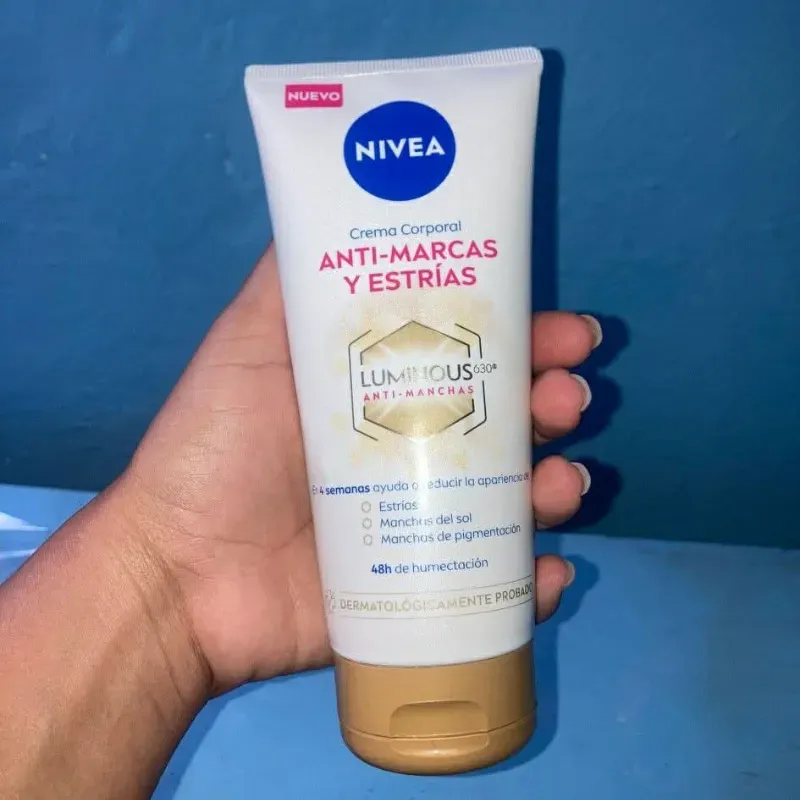 NUEVO
NIVEA
Crema Corporal
ANTI-MARCAS
Y ESTRÍAS
LUMINOUS630®
ANTI-MANCHAS
En 4 semanas ayuda a reducir la apariencia de
Estrías
Manchas del sol
Manchas de pigmentación
48h de humectación
DERMATOLÓGICAMENTE PROBADO